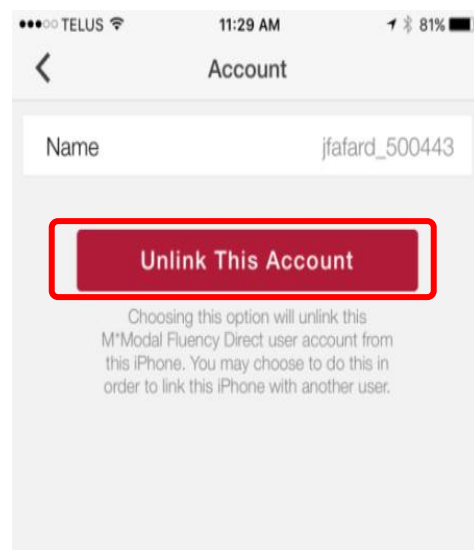 TELUS 11:29 AM 81%
Account
Name jfafard_500443
Unlink This Account
Choosing this option will unlink this
M*Modal Fluency Direct user account from
this iPhone. You may choose to do this in
order to link this iPhone with another user.